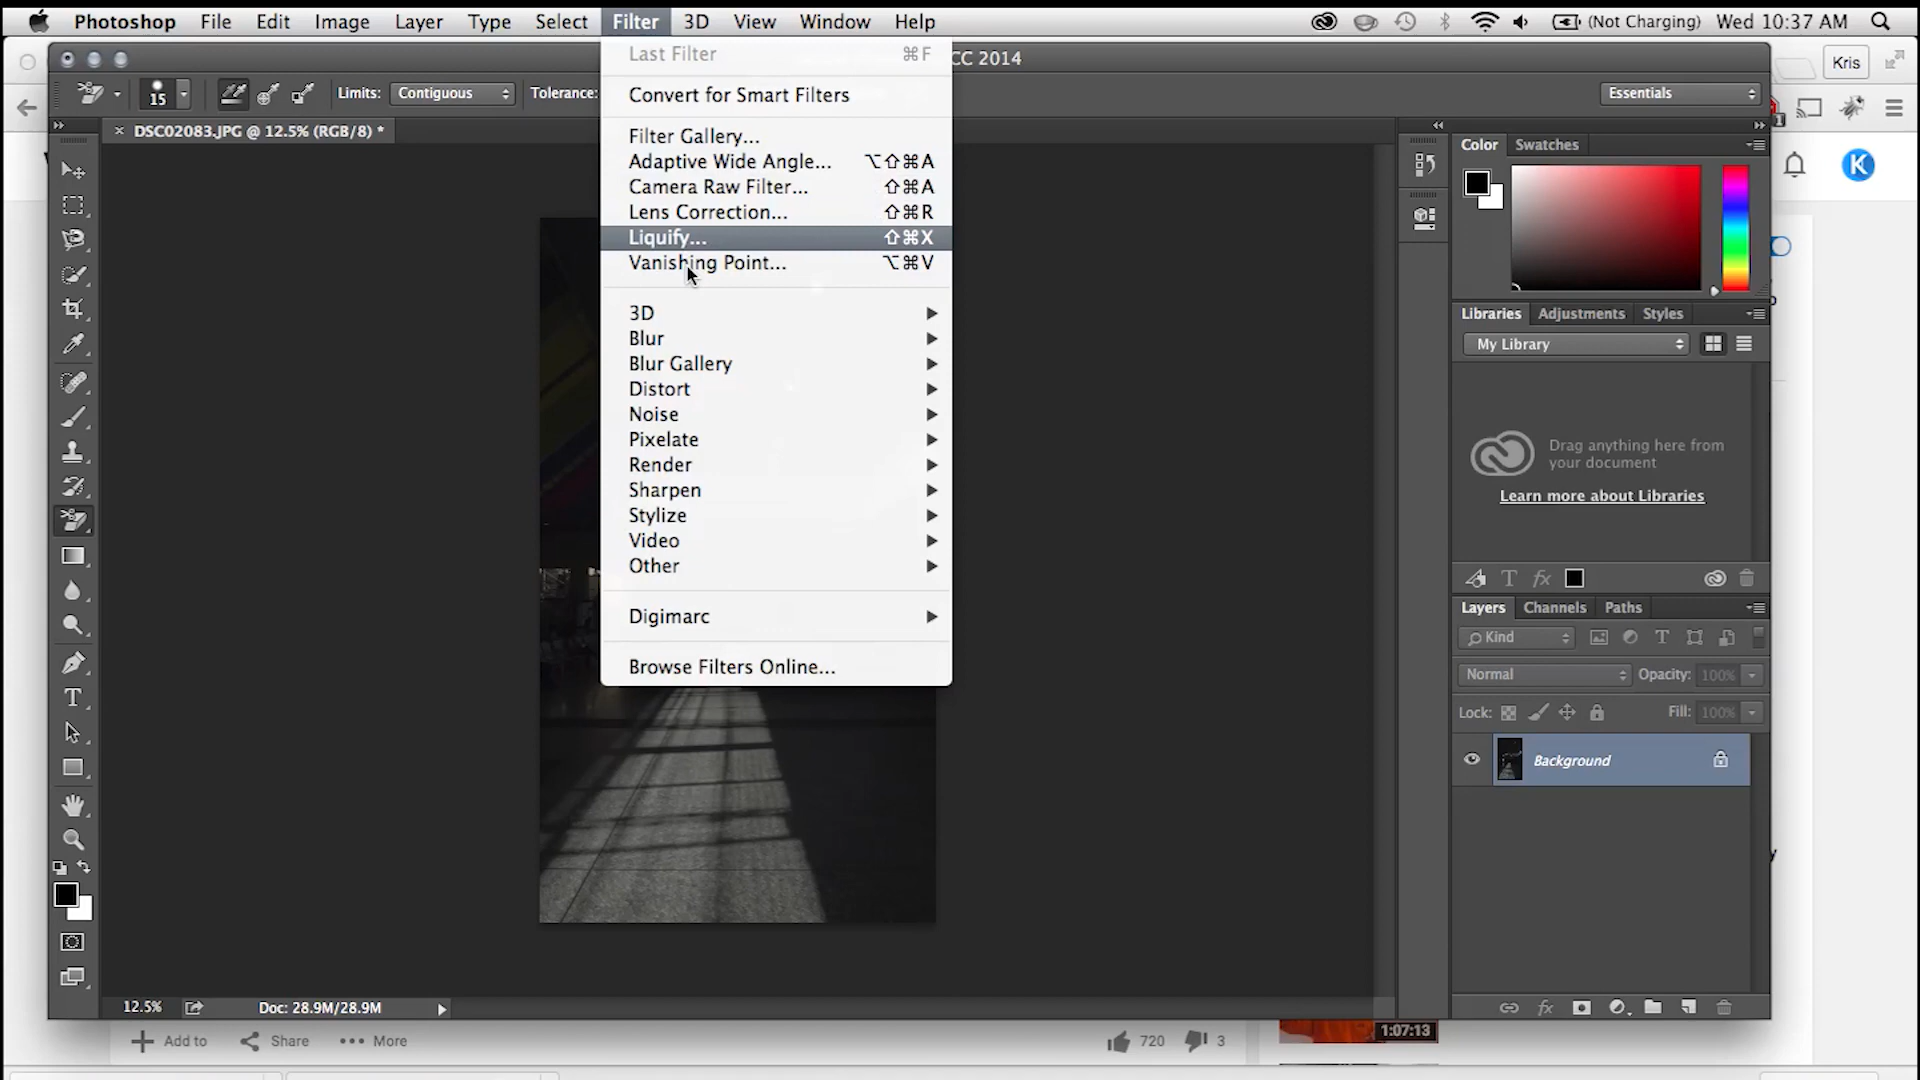 Photoshop File Edit Image Layer Type Select Filter 3D View Window Help (Not Charging) Wed 10:37 AM
CC 2014
Kris
15 Limits: Contiguous Tolerance: Essentials
DSC02083.JPG @ 12.5% (RGB/8) *
Last Filter ⌘F
Convert for Smart Filters
Filter Gallery...
Adaptive Wide Angle... ⌥⇧⌘A
Camera Raw Filter... ⇧⌘A
Lens Correction... ⇧⌘R
Liquify... ⇧⌘X
Vanishing Point... ⌥⌘V
3D
Blur
Blur Gallery
Distort
Noise
Pixelate
Render
Sharpen
Stylize
Video
Other
Digimarc
Browse Filters Online...
Color Swatches
K
Libraries Adjustments Styles
My Library
Drag anything here from
your document
Learn more about Libraries
T fx
Layers Channels Paths
Kind T
Normal Opacity: 100%
Lock: Fill: 100%
Background
T
12.5% Doc: 28.9M/28.9M
fx
Add to Share More 720 3
1:07:13